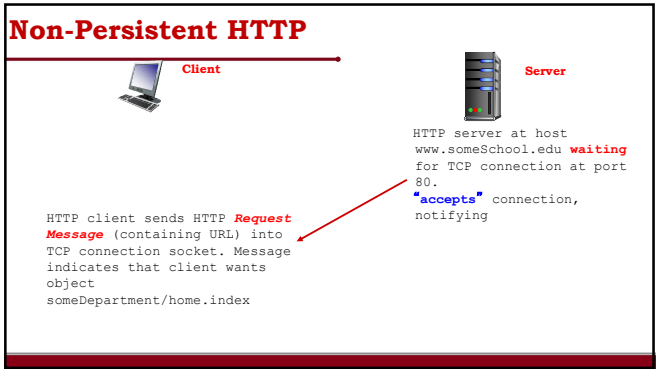 Non-Persistent HTTP
Client
Server
HTTP server at host
www.someSchool.edu waiting
for TCP connection at port
80.
“accepts” connection,
notifying
HTTP client sends HTTP Request
Message (containing URL) into
TCP connection socket. Message
indicates that client wants
object
someDepartment/home.index